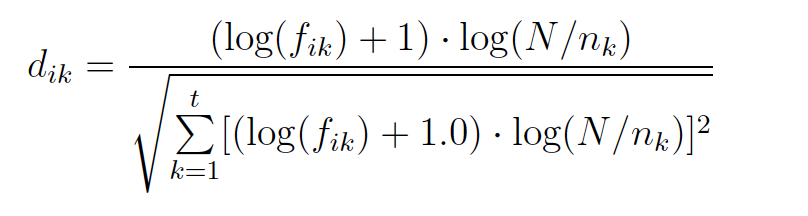 d_{ik} = \frac{(\log(f_{ik}) + 1) \cdot \log(N/n_k)}{\sqrt{\sum_{k=1}^{t} [(\log(f_{ik}) + 1.0) \cdot \log(N/n_k)]^2}}